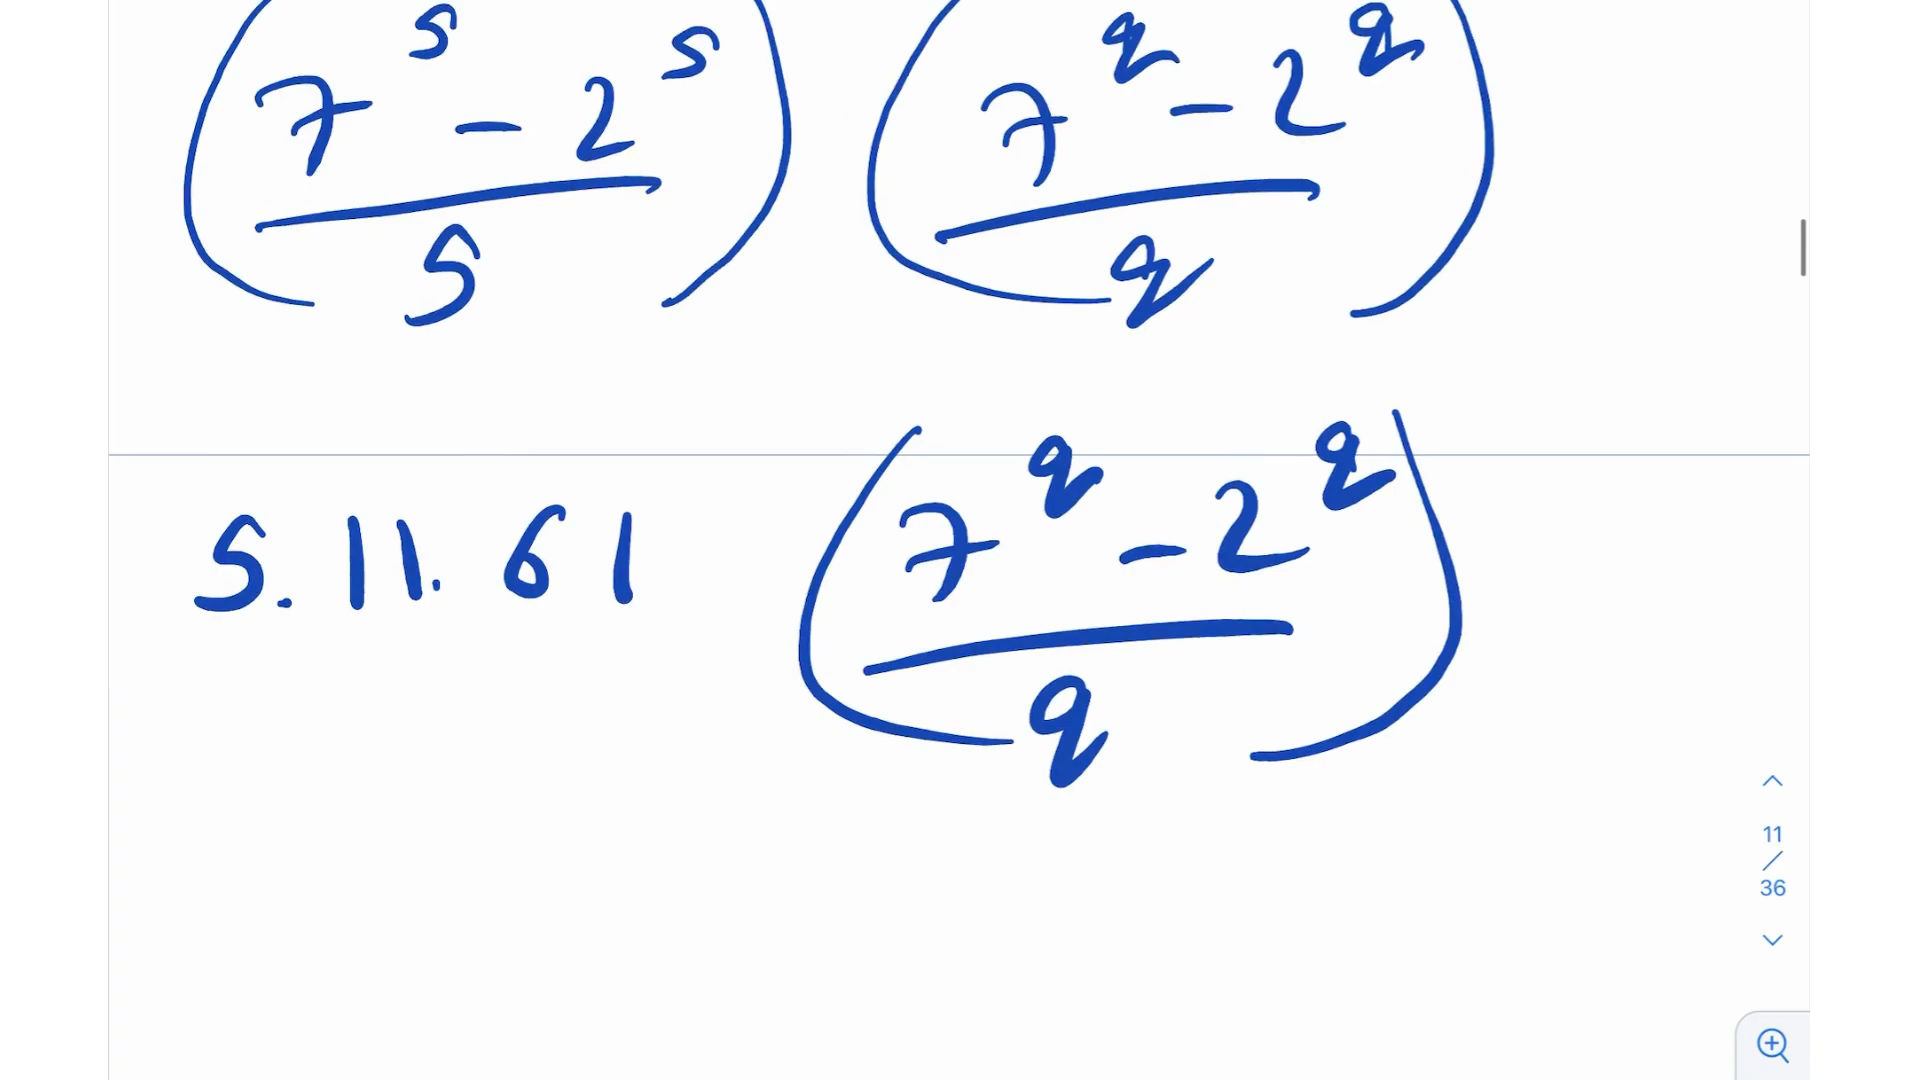 (7^5 - 2^5 / 5) (7^q - 2^q / q)
5. 11. 61 (7^q - 2^q / q)
11
/
36